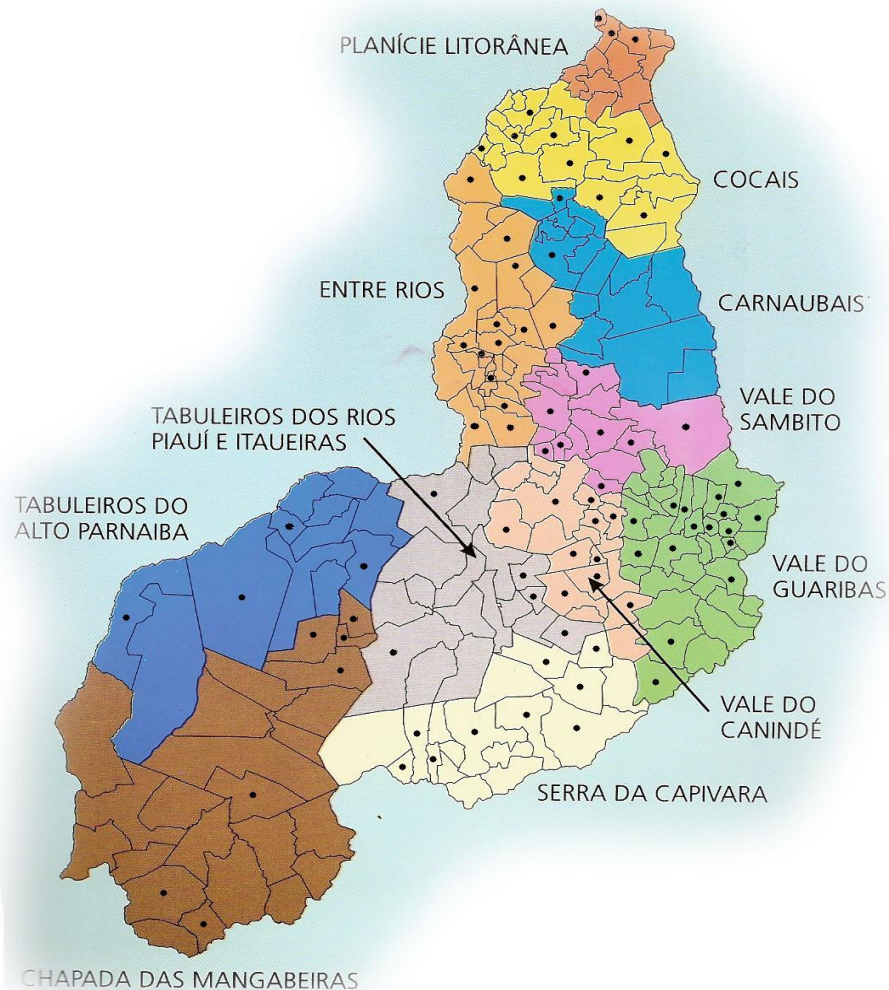 PLANÍCIE LITORÂNEA
COCAIS
ENTRE RIOS
CARNAUBAIS
VALE DO
SAMBITO
TABULEIROS DOS RIOS
PIAUÍ E ITAUEIRAS
TABULEIROS DO
ALTO PARNAIBA
VALE DO
GUARIBAS
VALE DO
CANINDÉ
SERRA DA CAPIVARA
CHAPADA DAS MANGABEIRAS